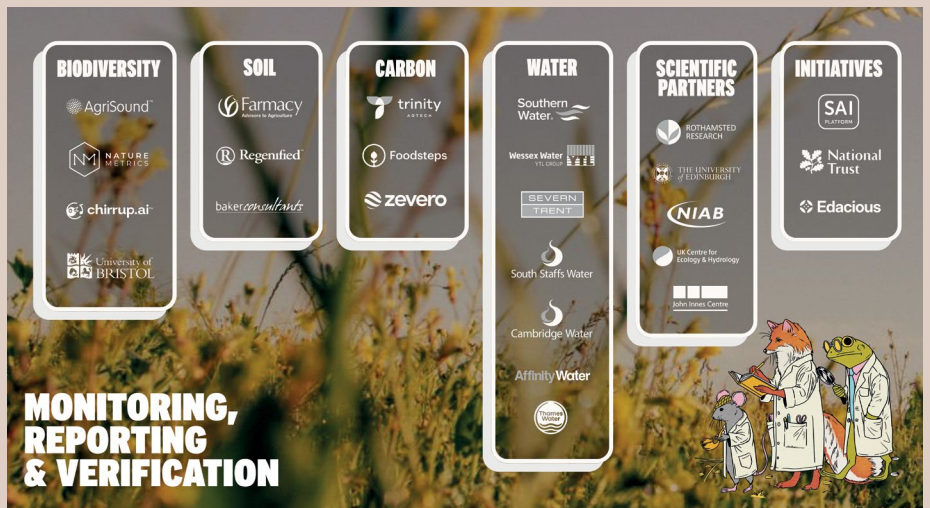 BIODIVERSITY
AgriSound™
NATURE
METRICS
chirrup.ai
University of
BRISTOL
SOIL
Farmacy
Advisors to Agriculture
Regenified
bakerconsultants
CARBON
trinity
AGTECH
Foodsteps
zevero
WATER
Southern
Water
Wessex Water
YTL GROUP
YTL
SEVERN
TRENT
South Staffs Water
Cambridge Water
AffinityWater
Thames
Water
SCIENTIFIC
PARTNERS
ROTHAMSTED
RESEARCH
THE UNIVERSITY
of EDINBURGH
NIAB
UK Centre for
Ecology & Hydrology
John Innes Centre
INITIATIVES
SAI
PLATFORM
National
Trust
Edacious
MONITORING,
REPORTING
& VERIFICATION